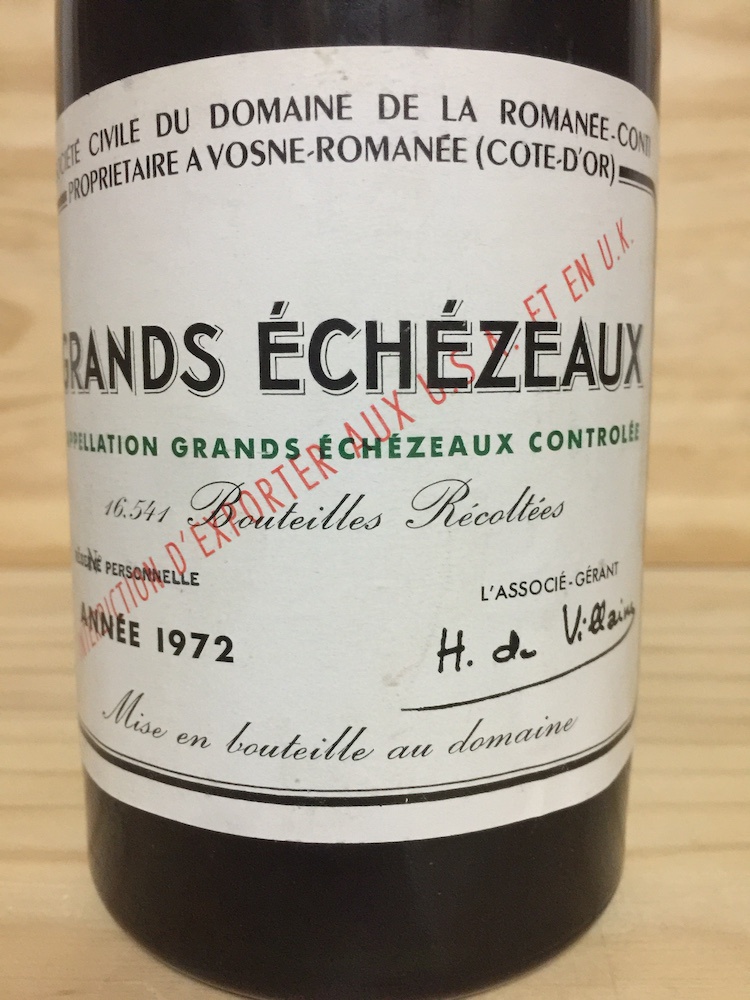 SOCIÉTÉ CIVILE DU DOMAINE DE LA ROMANÉE-CONTI
PROPRIETAIRE A VOSNE-ROMANÉE (COTE-D'OR)
GRANDS ÉCHÉZEAUX
APPELLATION GRANDS ÉCHÉZEAUX CONTROLÉE
INTERDICTION D'EXPORTER AUX U.S.A. ET EN U.K.
16.541 Bouteilles Récoltées
PERSONNELLE
L'ASSOCIÉ-GÉRANT
ANNÉE 1972
H. de Villaine
Mise en bouteille au domaine